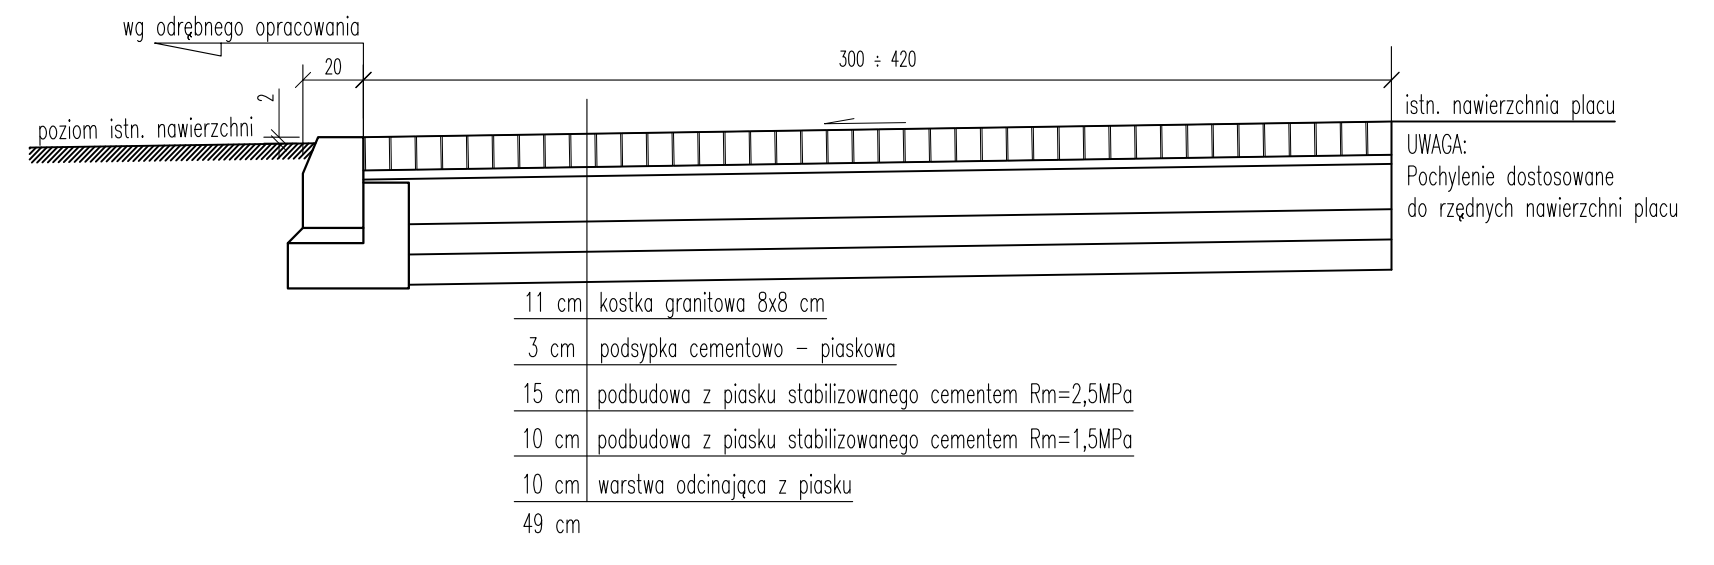 wg odrębnego opracowania
20
300 ÷ 420
2
poziom istn. nawierzchni
istn. nawierzchnia placu
UWAGA:
Pochylenie dostosowane
do rzędnych nawierzchni placu
11 cm kostka granitowa 8x8 cm
3 cm podsypka cementowo – piaskowa
15 cm podbudowa z piasku stabilizowanego cementem Rm=2,5MPa
10 cm podbudowa z piasku stabilizowanego cementem Rm=1,5MPa
10 cm warstwa odcinająca z piasku
49 cm